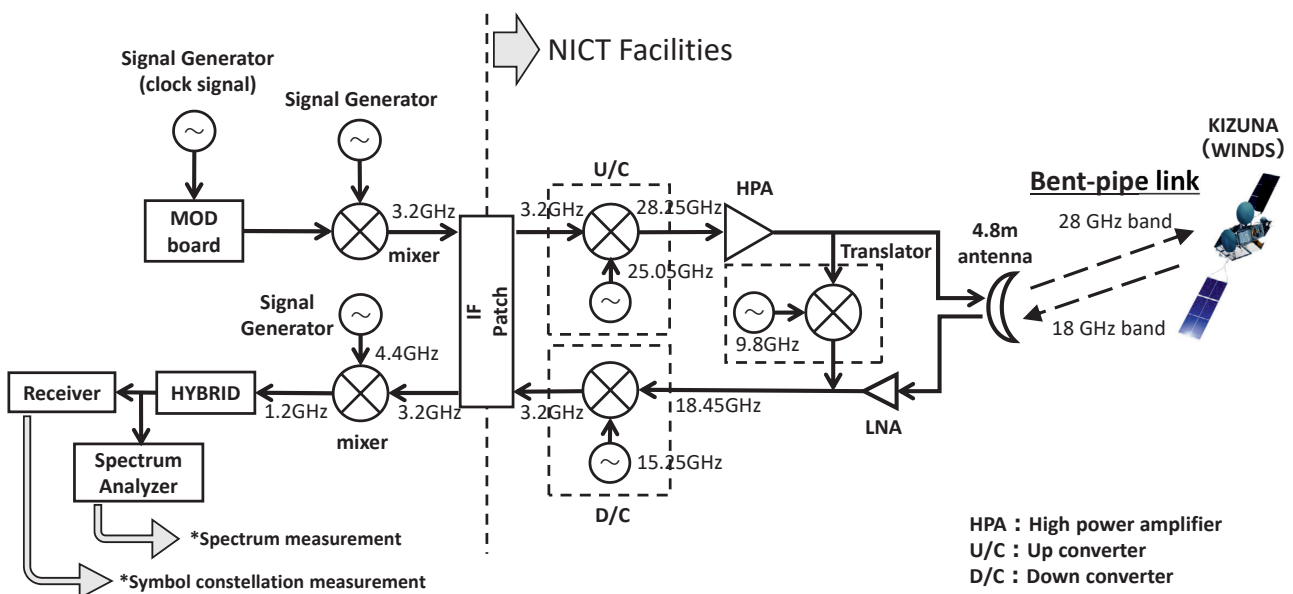 NICT Facilities
Signal Generator
(clock signal)
Signal Generator
~
~
MOD
board
3.2GHz
mixer
IF
Patch
3.2GHz
U/C
28.25GHz
25.05GHz
~
HPA
Translator
~
9.8GHz
4.8m
antenna
Bent-pipe link
28 GHz band
18 GHz band
KIZUNA
(WINDS)
Signal
Generator
~
4.4GHz
Receiver
HYBRID
1.2GHz
mixer
3.2GHz
3.2GHz
18.45GHz
LNA
~
15.25GHz
D/C
Spectrum
Analyzer
*Spectrum measurement
*Symbol constellation measurement
HPA : High power amplifier
U/C : Up converter
D/C : Down converter